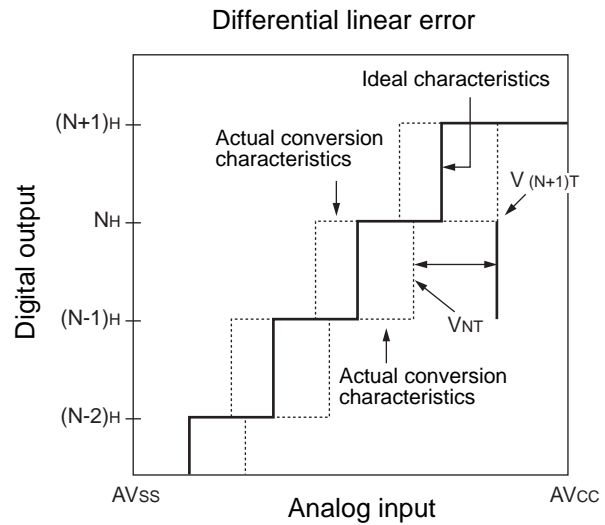 Differential linear error
Ideal characteristics
(N+1)H
Actual conversion
characteristics
V (N+1)T
NH
Digital output
(N-1)H
VNT
Actual conversion
characteristics
(N-2)H
AVSS
AVCC
Analog input